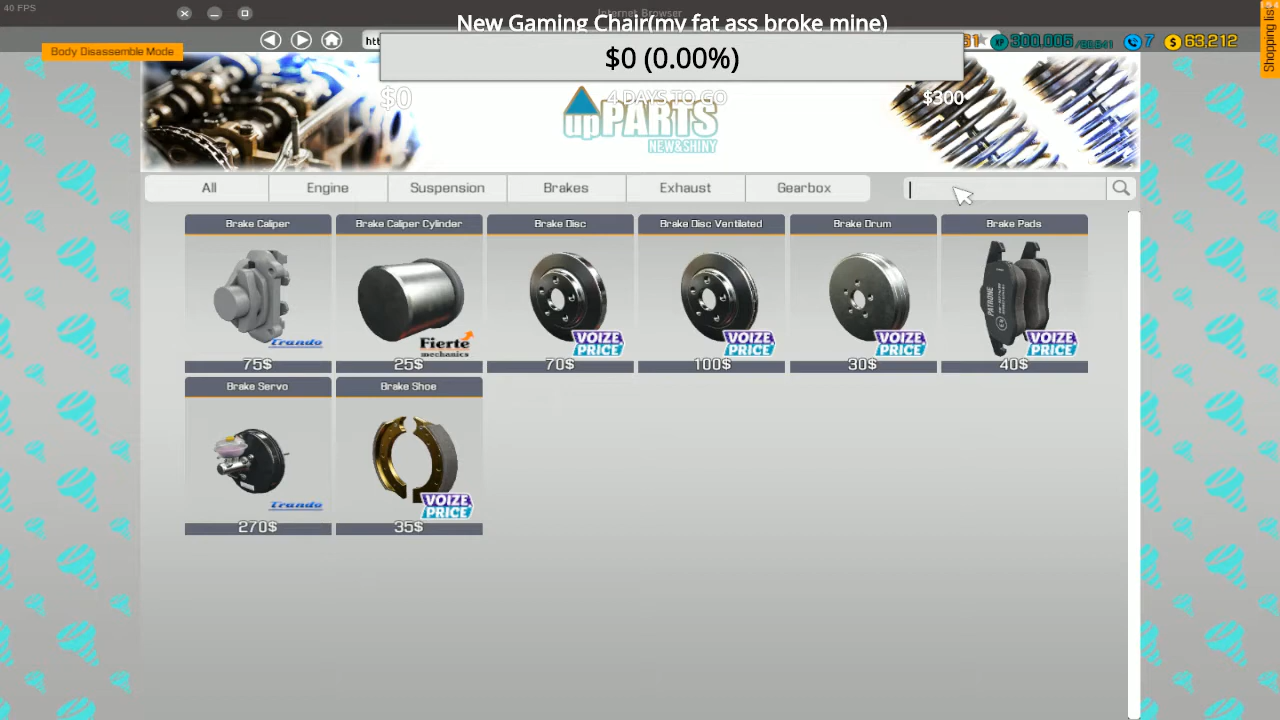 40 FPS
Internet Browser
New Gaming Chair(my fat ass broke mine)
Body Disassemble Mode
htt
$0 (0.00%)
300,005
7
$ 63,212
Shopping list
$0
4 DAYS TO GO
$300
upPARTS
NEW&SHINY
All
Engine
Suspension
Brakes
Exhaust
Gearbox
Brake Caliper
Brake Caliper Cylinder
Brake Disc
Brake Disc Ventilated
Brake Drum
Brake Pads
Trando
Fierte
mechanics
VOIZE
PRICE
VOIZE
PRICE
VOIZE
PRICE
PATRONE
VOIZE
PRICE
75$
25$
70$
100$
30$
40$
Brake Servo
Brake Shoe
Trando
VOIZE
PRICE
270$
35$